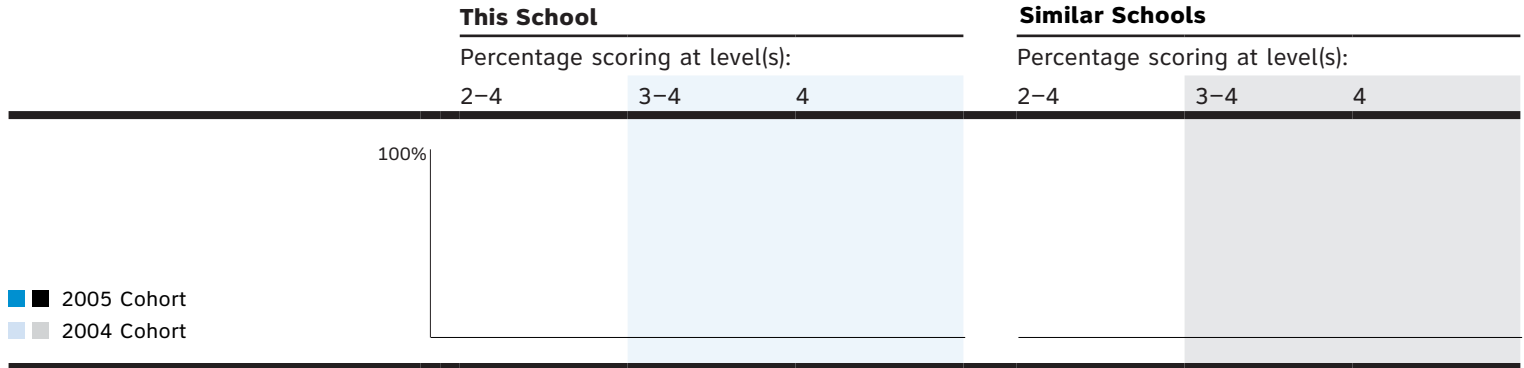 This School
Similar Schools
Percentage scoring at level(s):
Percentage scoring at level(s):
2–4 3–4 4
2–4 3–4 4
100%
2005 Cohort
2004 Cohort